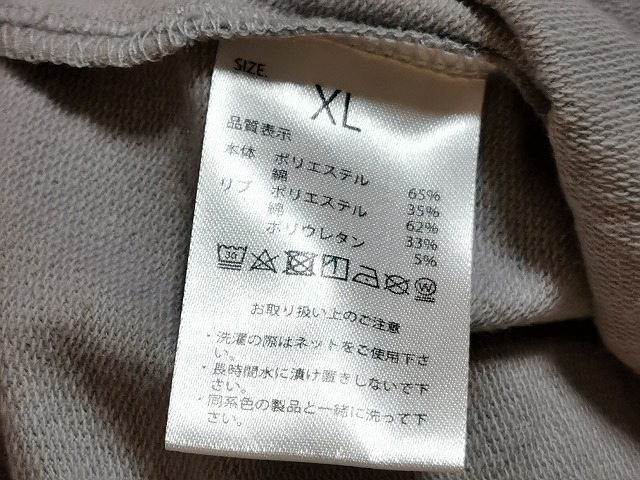 SIZE.
XL
品質表示
本体 ポリエステル 65%
綿 35%
リブ ポリエステル 62%
綿 33%
ポリウレタン 5%
30
W
お取り扱い上のご注意
・洗濯の際はネットをご使用下さ
い。
・長時間水に漬け置きしないで下
さい。
・同系色の製品と一緒に洗って下
さい。